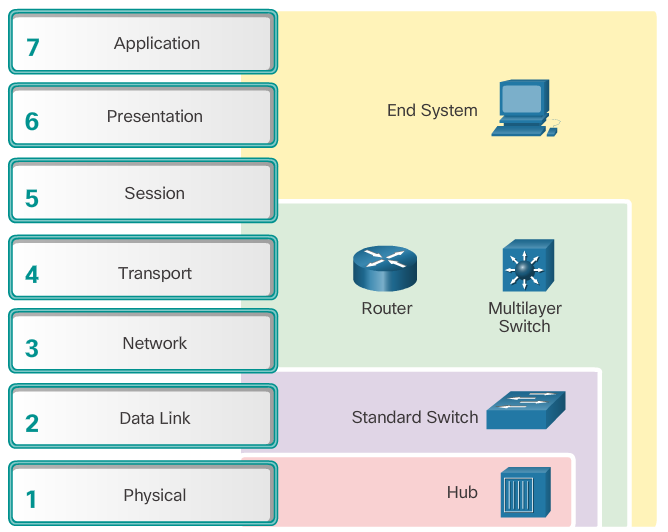 7 Application
End System
6 Presentation
5 Session
4 Transport
Router
Multilayer
Switch
3 Network
2 Data Link
Standard Switch
1 Physical
Hub